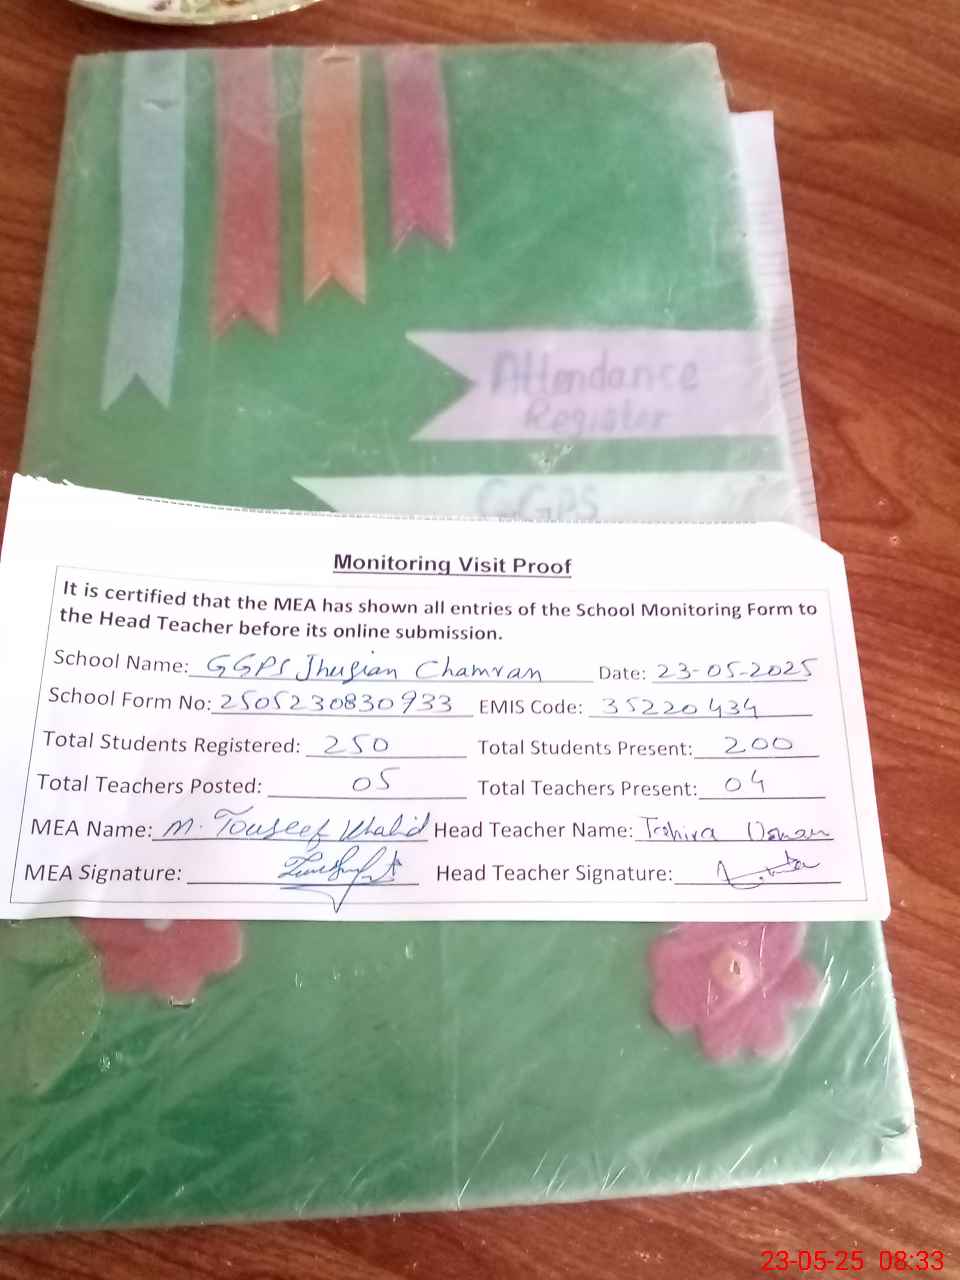 Attendance
Register
GGPS
Monitoring Visit Proof
It is certified that the MEA has shown all entries of the School Monitoring Form to
the Head Teacher before its online submission.
School Name: GGPS Jhugian Chamran Date: 23-05-2025
School Form No: 2505230830933 EMIS Code: 35220434
Total Students Registered: 250 Total Students Present: 200
Total Teachers Posted: 05 Total Teachers Present: 04
MEA Name: M. Touseef Khalid Head Teacher Name: Usman
MEA Signature: Head Teacher Signature:
23-05-25 08:33